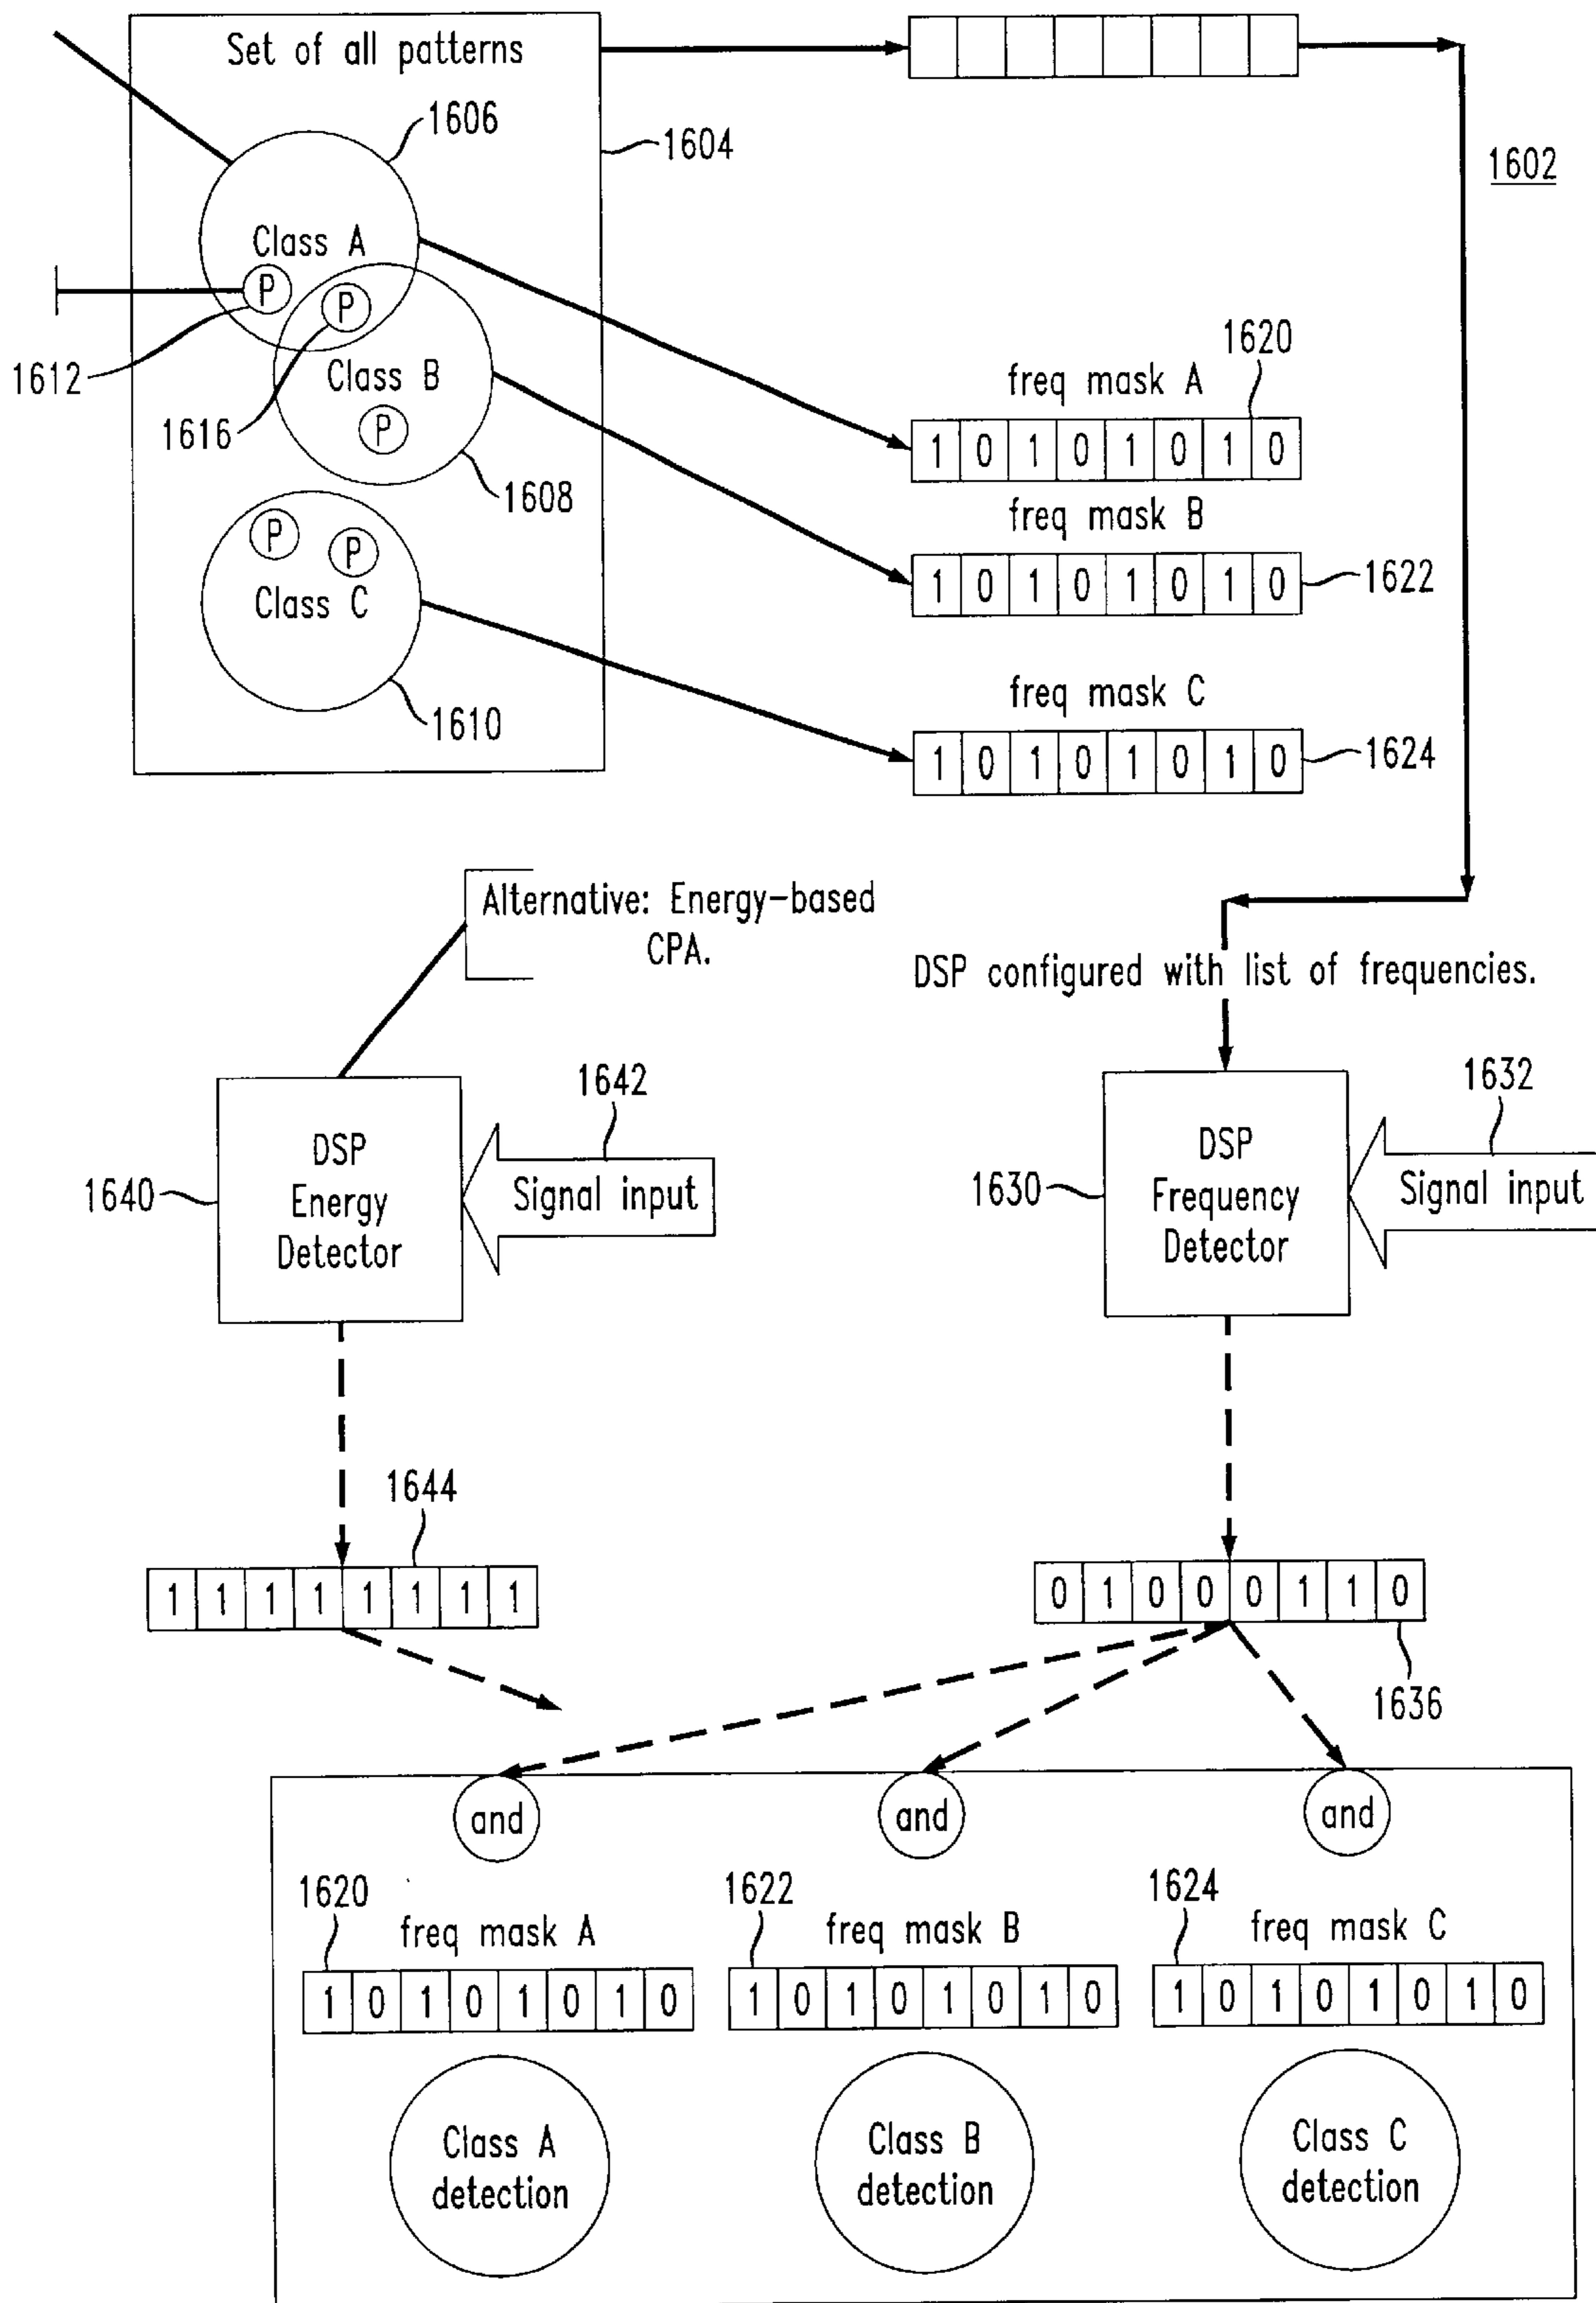 Set of all patterns
1606
1604
1602
Class A
P
P
1612
Class B
1616
P
1608
P
P
Class C
1610
1620
freq mask A
1 0 1 0 1 0 1 0
freq mask B
1 0 1 0 1 0 1 0
1622
freq mask C
1 0 1 0 1 0 1 0
1624
Alternative: Energy-based
CPA.
DSP configured with list of frequencies.
1642
DSP
Energy
Detector
1640
Signal input
1632
DSP
Frequency
Detector
1630
Signal input
1644
1 1 1 1 1 1 1 1
0 1 0 0 0 1 1 0
1636
and
and
and
1620
freq mask A
1 0 1 0 1 0 1 0
1622
freq mask B
1 0 1 0 1 0 1 0
1624
freq mask C
1 0 1 0 1 0 1 0
Class A
detection
Class B
detection
Class C
detection